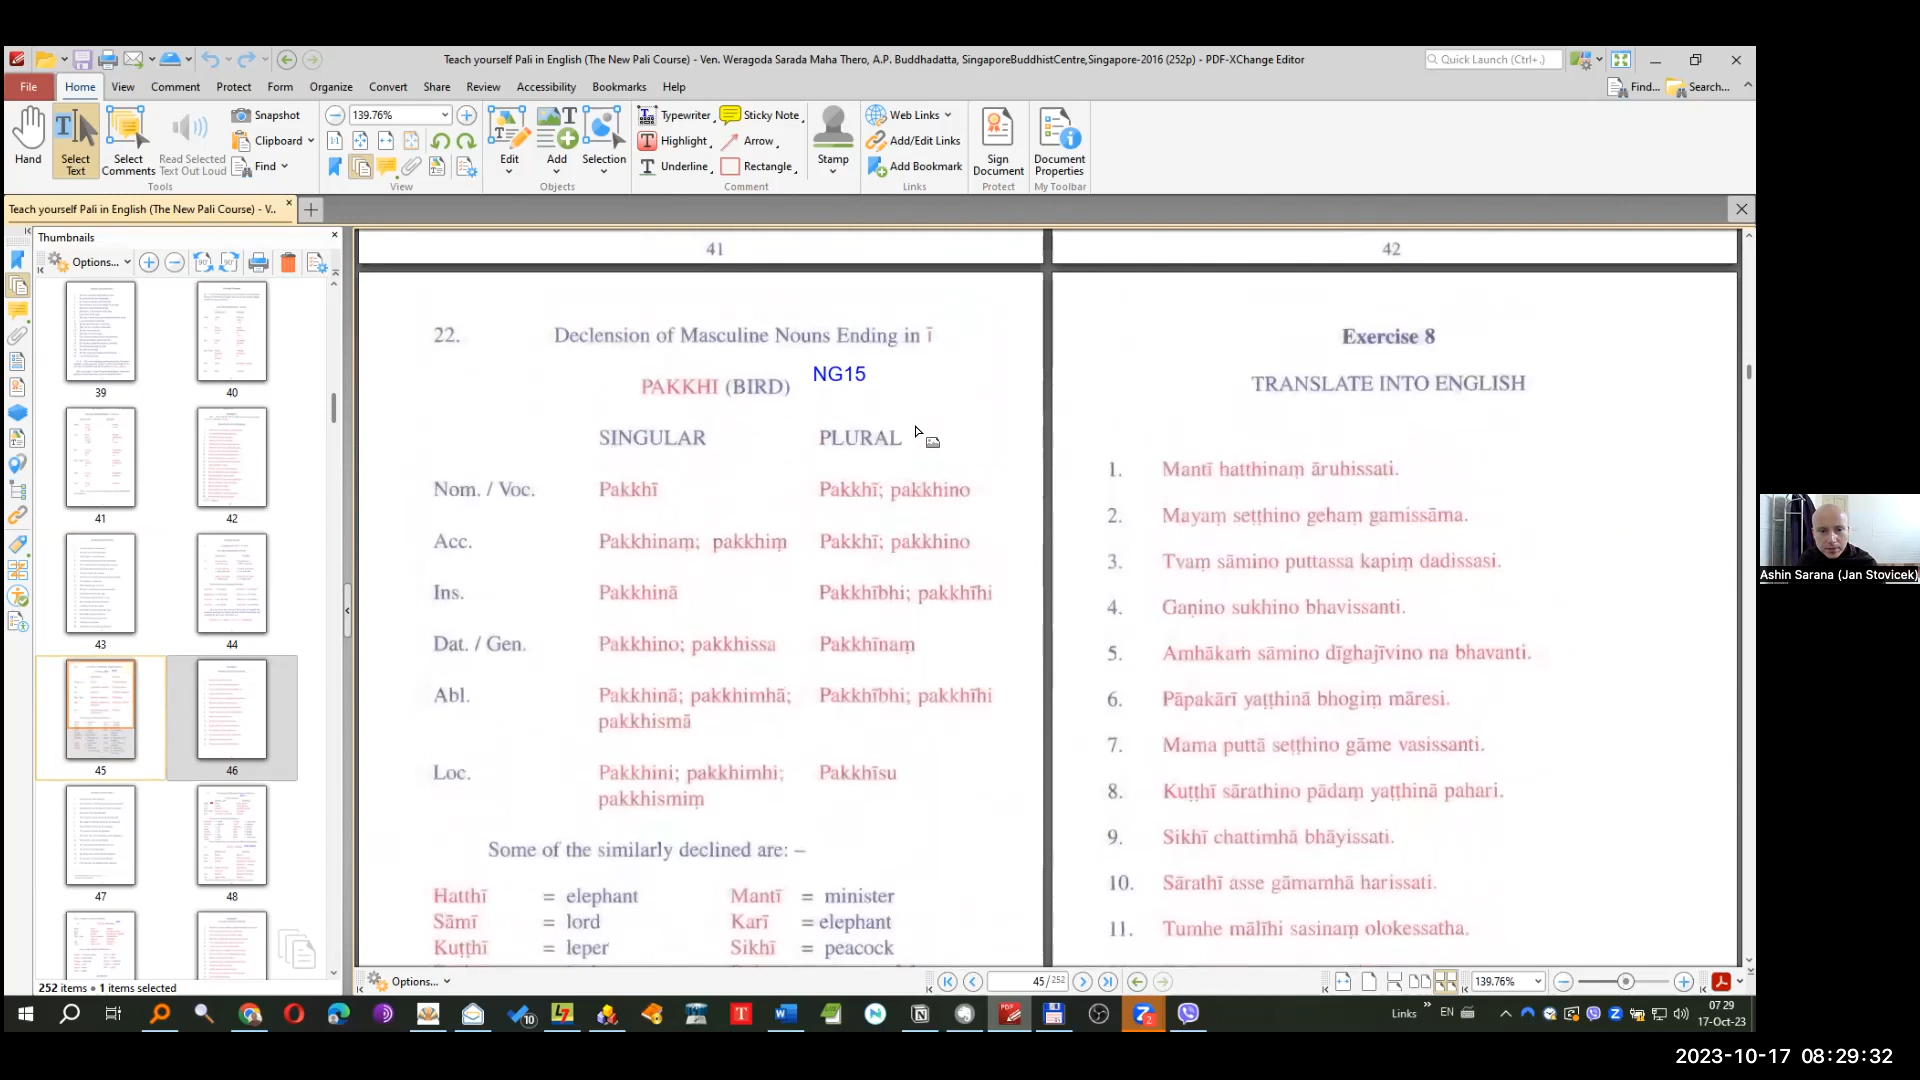 Teach yourself Pali in English (The New Pali Course) - Ven. Weragoda Sarada Maha Thero, A.P. Buddhadatta, SingaporeBuddhistCentre,Singapore-2016 (252p) - PDF-XChange Editor
Quick Launch (Ctrl+.)
File Home View Comment Protect Form Organize Convert Share Review Accessibility Bookmarks Help
Find... Search...
Hand
Select Text
Select Comments
Read Selected Text Out Loud
Snapshot
Clipboard
Find
Tools
139.76%
View
Edit
Add
Selection
Objects
Typewriter
Highlight
Underline
Sticky Note
Arrow
Rectangle
Stamp
Comment
Web Links
Add/Edit Links
Add Bookmark
Links
Sign Document
Protect
Document Properties
My Toolbar
Teach yourself Pali in English (The New Pali Course) - V..
Thumbnails
Options...
39 40
41 42
43 44
45 46
47 48
252 items • 1 items selected
41
22. Declension of Masculine Nouns Ending in ī
PAKKHI (BIRD) NG15
SINGULAR PLURAL
Nom. / Voc. Pakkhī Pakkhī; pakkhino
Acc. Pakkhinaṃ; pakkhiṃ Pakkhī; pakkhino
Ins. Pakkhinā Pakkhībhi; pakkhīhi
Dat. / Gen. Pakkhino; pakkhissa Pakkhīnaṃ
Abl. Pakkhinā; pakkhimhā; Pakkhībhi; pakkhīhi
pakkhismā
Loc. Pakkhini; pakkhimhi; Pakkhīsu
pakkhismiṃ
Some of the similarly declined are: –
Hatthī = elephant Mantī = minister
Sāmī = lord Karī = elephant
Kuṭṭhī = leper Sikhī = peacock
42
Exercise 8
TRANSLATE INTO ENGLISH
1. Mantī hatthinaṃ āruhissati.
2. Mayaṃ seṭṭhino gehaṃ gamissāma.
3. Tvaṃ sāmino puttassa kapiṃ dadissasi.
4. Gaṇino sukhino bhavissanti.
5. Amhākaṁ sāmino dīghajīvino na bhavanti.
6. Pāpakārī yaṭṭhinā bhogiṃ māresi.
7. Mama puttā seṭṭhino gāme vasissanti.
8. Kuṭṭhī sārathino pādaṃ yaṭṭhinā pahari.
9. Sikhī chattimhā bhāyissati.
10. Sārathī asse gāmamhā harissati.
11. Tumhe mālīhi sasinaṃ olokessatha.
Options...
45 / 252
139.76%
Ashin Sarana (Jan Stovicek)
10
2
Links
EN
07 29
17-Oct-23
2023-10-17 08:29:32